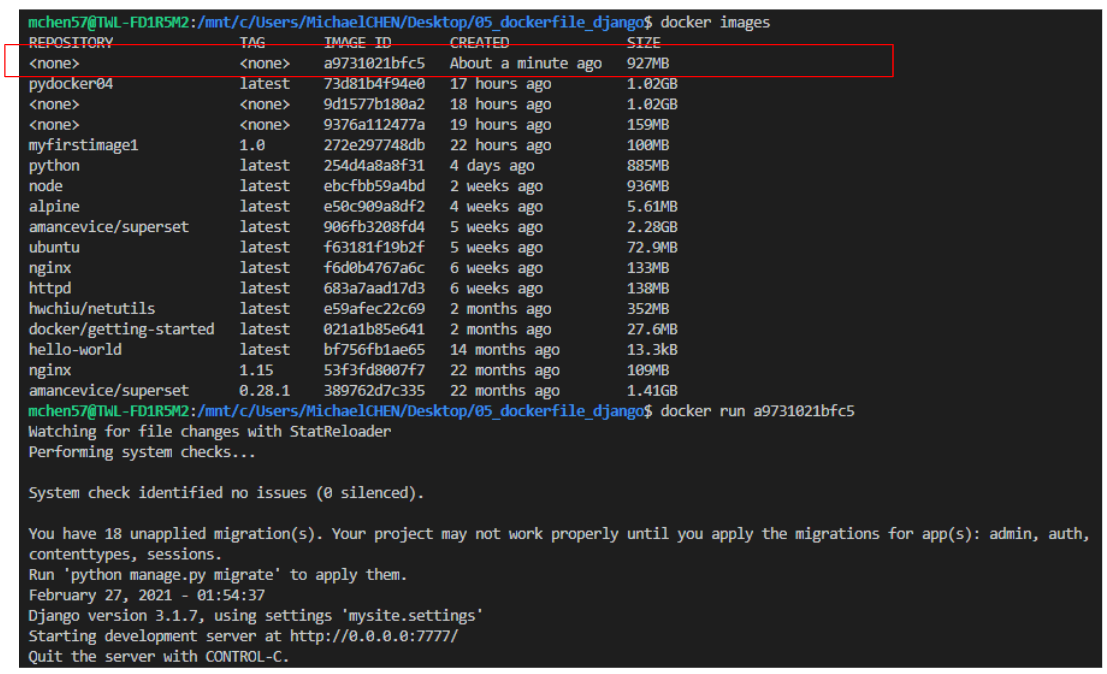 mchen57@TWL-FD1R5M2:/mnt/c/Users/MichaelCHEN/Desktop/05_dockerfile_django$ docker images
REPOSITORY TAG IMAGE ID CREATED SIZE
<none> <none> a9731021bfc5 About a minute ago 927MB
pydocker04 latest 73d81b4f94e0 17 hours ago 1.02GB
<none> <none> 9d1577b180a2 18 hours ago 1.02GB
<none> <none> 9376a112477a 19 hours ago 159MB
myfirstimage1 1.0 272e297748db 22 hours ago 100MB
python latest 254d4a8a8f31 4 days ago 885MB
node latest ebcfbb59a4bd 2 weeks ago 936MB
alpine latest e50c909a8df2 4 weeks ago 5.61MB
amancevice/superset latest 906fb3208fd4 5 weeks ago 2.28GB
ubuntu latest f63181f19b2f 5 weeks ago 72.9MB
nginx latest f6d0b4767a6c 6 weeks ago 133MB
httpd latest 683a7aad17d3 6 weeks ago 138MB
hwchiu/netutils latest e59afec22c69 2 months ago 352MB
docker/getting-started latest 021a1b85e641 2 months ago 27.6MB
hello-world latest bf756fb1ae65 14 months ago 13.3kB
nginx 1.15 53f3fd8007f7 22 months ago 109MB
amancevice/superset 0.28.1 389762d7c335 22 months ago 1.41GB
mchen57@TWL-FD1R5M2:/mnt/c/Users/MichaelCHEN/Desktop/05_dockerfile_django$ docker run a9731021bfc5
Watching for file changes with StatReloader
Performing system checks...
System check identified no issues (0 silenced).
You have 18 unapplied migration(s). Your project may not work properly until you apply the migrations for app(s): admin, auth,
contenttypes, sessions.
Run 'python manage.py migrate' to apply them.
February 27, 2021 - 01:54:37
Django version 3.1.7, using settings 'mysite.settings'
Starting development server at http://0.0.0.0:7777/
Quit the server with CONTROL-C.